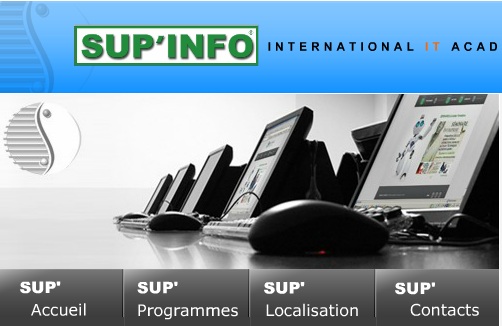 SUP'INFO
INTERNATIONAL IT ACAD
SUP'
Accueil
SUP'
Programmes
SUP'
Localisation
SUP'
Contacts